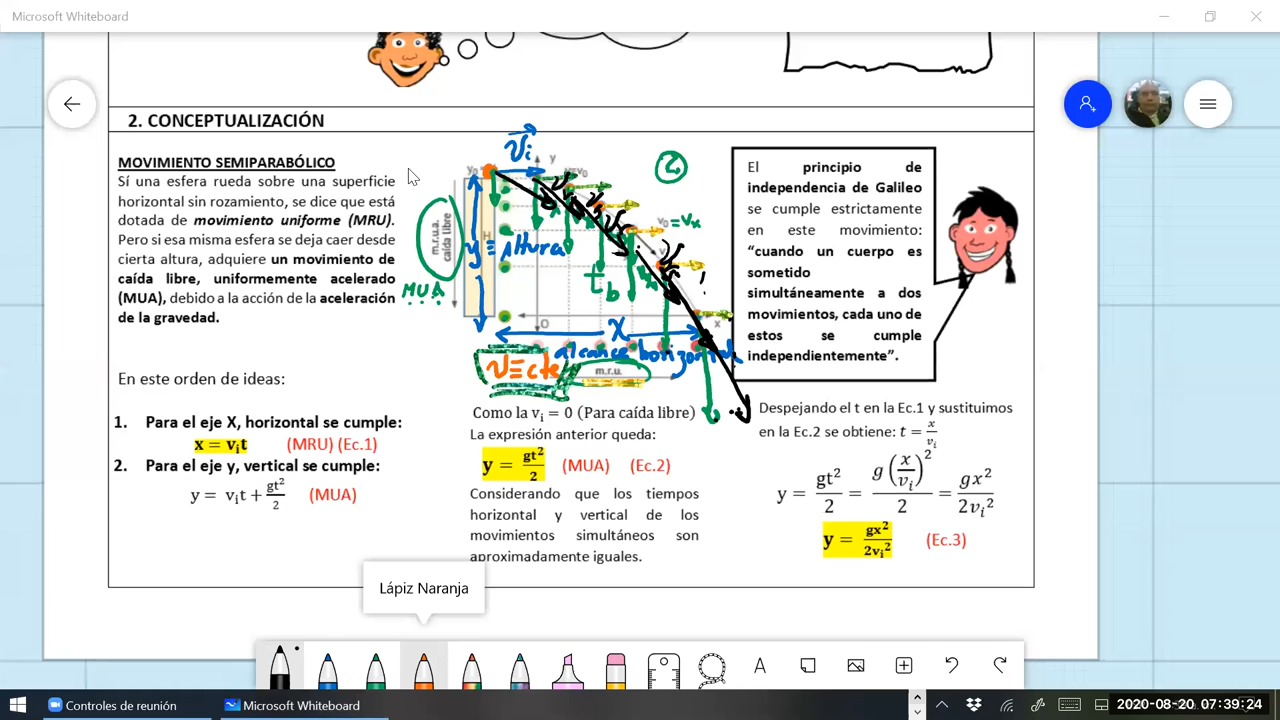 Microsoft Whiteboard
2. CONCEPTUALIZACIÓN
MOVIMIENTO SEMIPARABÓLICO
Sí una esfera rueda sobre una superficie
horizontal sin rozamiento, se dice que está
dotada de movimiento uniforme (MRU).
Pero si esa misma esfera se deja caer desde
cierta altura, adquiere un movimiento de
caída libre, uniformemente acelerado
(MUA), debido a la acción de la aceleración
de la gravedad.
En este orden de ideas:
1. Para el eje X, horizontal se cumple:
x = vᵢt (MRU) (Ec.1)
2. Para el eje y, vertical se cumple:
y = vᵢt + gt²/2 (MUA)
Vi
y
v₀
m.r.u.a.
caída libre
MUA
H
y = Altura
v₀ = Vx
tb
O
x
X
alcance horizontal
V = cte
m.r.u.
Como la vᵢ = 0 (Para caída libre)
La expresión anterior queda:
y = gt²/2 (MUA) (Ec.2)
Considerando que los tiempos
horizontal y vertical de los
movimientos simultáneos son
aproximadamente iguales.
El principio de
independencia de Galileo
se cumple estrictamente
en este movimiento:
“cuando un cuerpo es
sometido
simultáneamente a dos
movimientos, cada uno de
estos se cumple
independientemente”.
Despejando el t en la Ec.1 y sustituimos
en la Ec.2 se obtiene: t = x/vᵢ
y = gt²/2 = g(x/vᵢ)²/2 = gx²/2vᵢ²
y = gx²/2vᵢ² (Ec.3)
Lápiz Naranja
Controles de reunión
Microsoft Whiteboard
2020-08-20 07:39:24